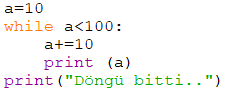 a=10
while a<100:
    a+=10
    print (a)
print("Döngü bitti..")